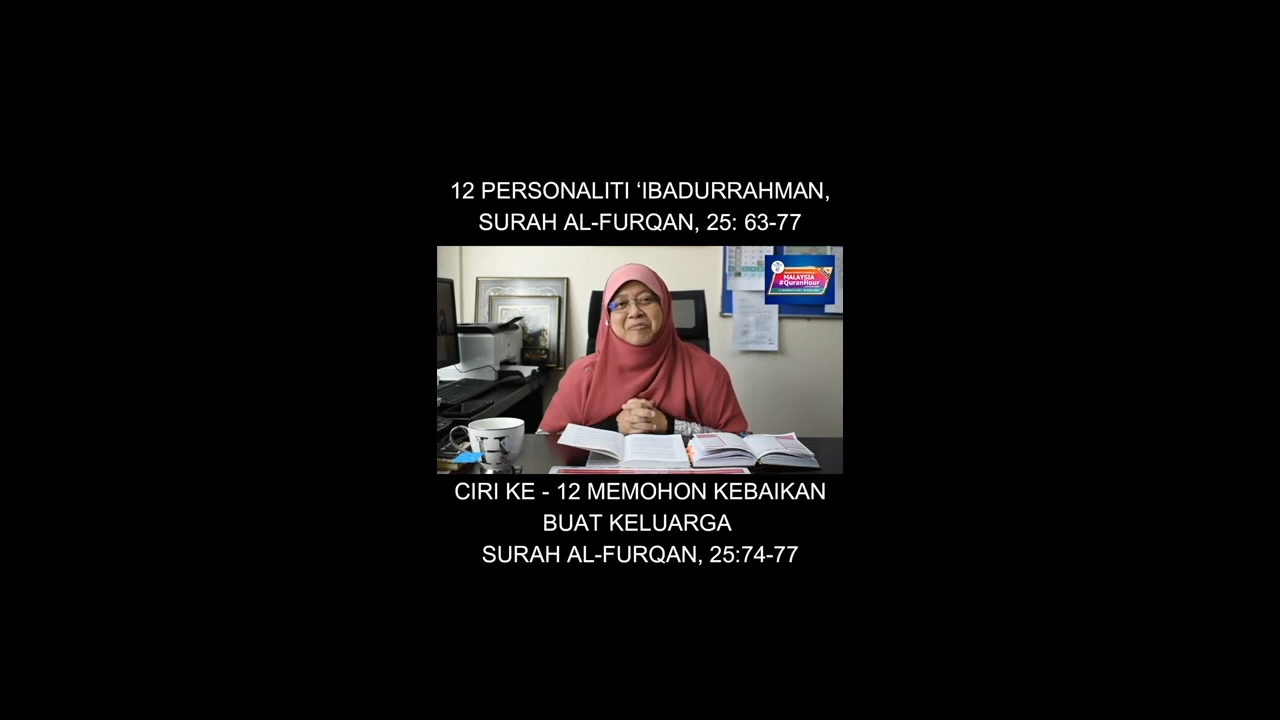 12 PERSONALITI ‘IBADURRAHMAN,
SURAH AL-FURQAN, 25: 63-77
MALAYSIA
#QuranHour
CIRI KE - 12 MEMOHON KEBAIKAN
BUAT KELUARGA
SURAH AL-FURQAN, 25:74-77